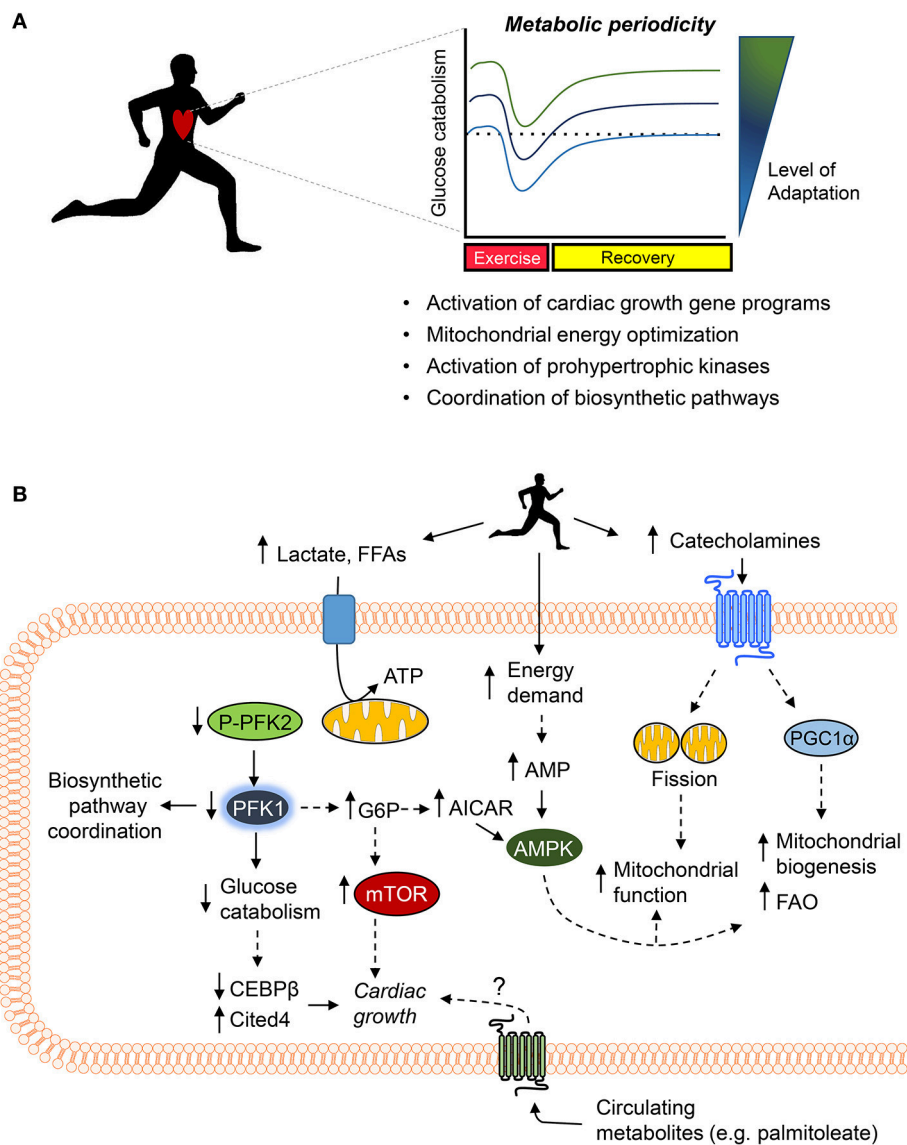 A
Metabolic periodicity
Glucose catabolism
Level of
Adaptation
Exercise
Recovery
• Activation of cardiac growth gene programs
• Mitochondrial energy optimization
• Activation of prohypertrophic kinases
• Coordination of biosynthetic pathways
B
Lactate, FFAs
Catecholamines
ATP
Energy
demand
P-PFK2
PGC1α
Fission
AMP
Biosynthetic
pathway
coordination
PFK1
G6P
AICAR
AMPK
Mitochondrial
biogenesis
FAO
Mitochondrial
function
Glucose
catabolism
mTOR
CEBPβ
Cited4
Cardiac
growth
?
Circulating
metabolites (e.g. palmitoleate)